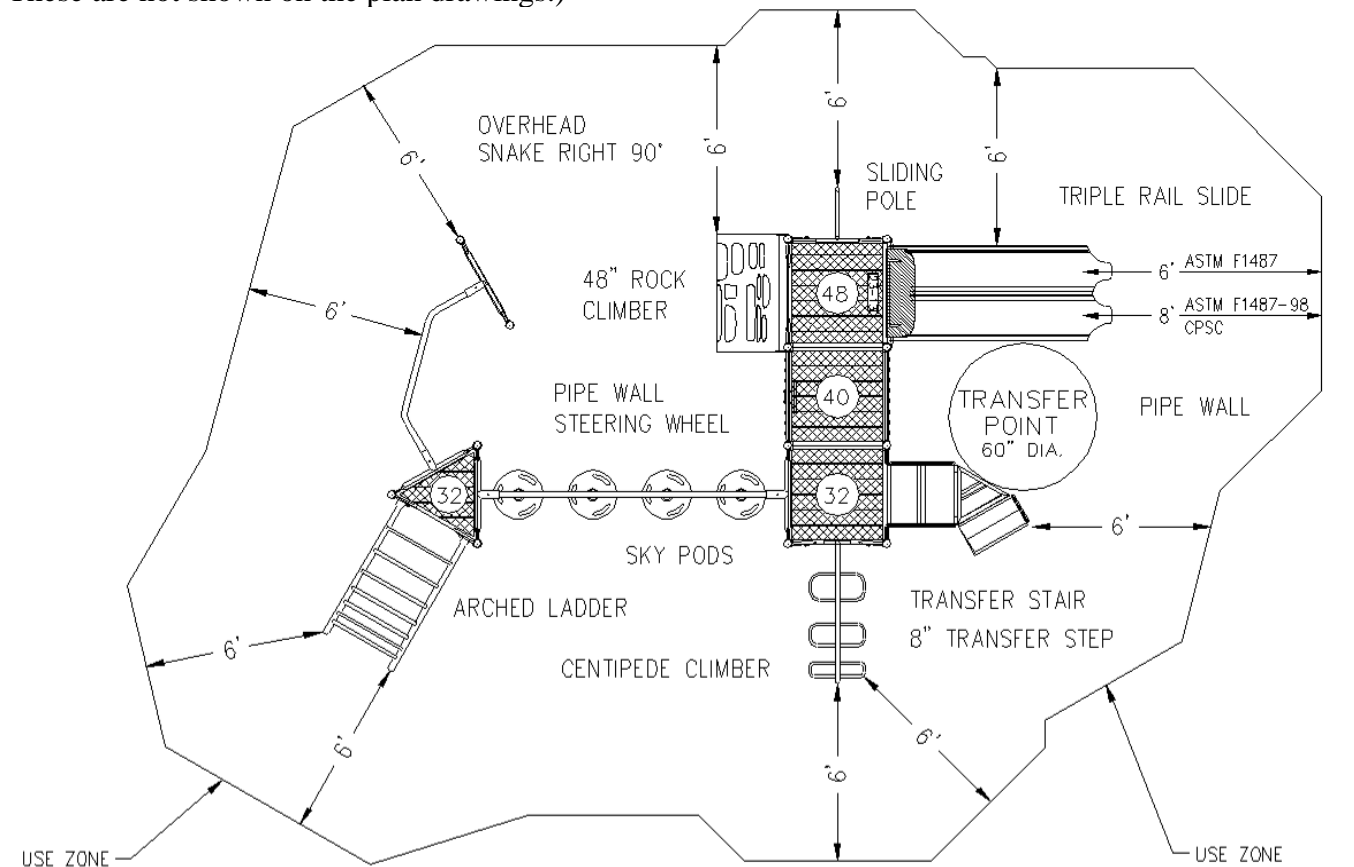 These are not shown on the plan drawings.)
6'
6'
6'
6'
OVERHEAD
SNAKE RIGHT 90°
SLIDING
POLE
TRIPLE RAIL SLIDE
6'
48" ROCK
CLIMBER
48
6' ASTM F1487
8' ASTM F1487-98
CPSC
PIPE WALL
STEERING WHEEL
40
TRANSFER
POINT
60" DIA.
PIPE WALL
32
32
6'
SKY PODS
ARCHED LADDER
TRANSFER STAIR
8" TRANSFER STEP
6'
CENTIPEDE CLIMBER
6'
6'
6'
USE ZONE
USE ZONE